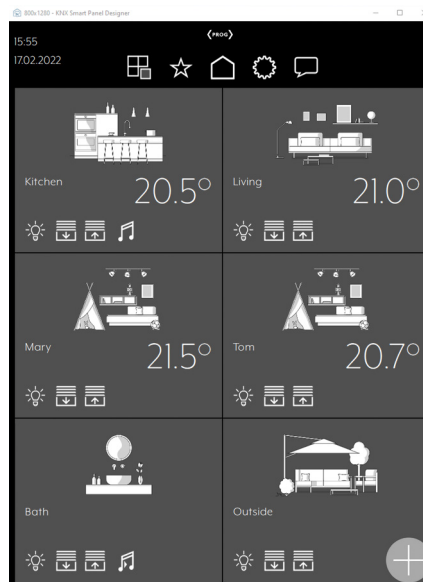 800x1280 - KNX Smart Panel Designer
15:55
17.02.2022
(PROG)
Kitchen
20.5°
Living
21.0°
Mary
21.5°
Tom
20.7°
Bath
Outside